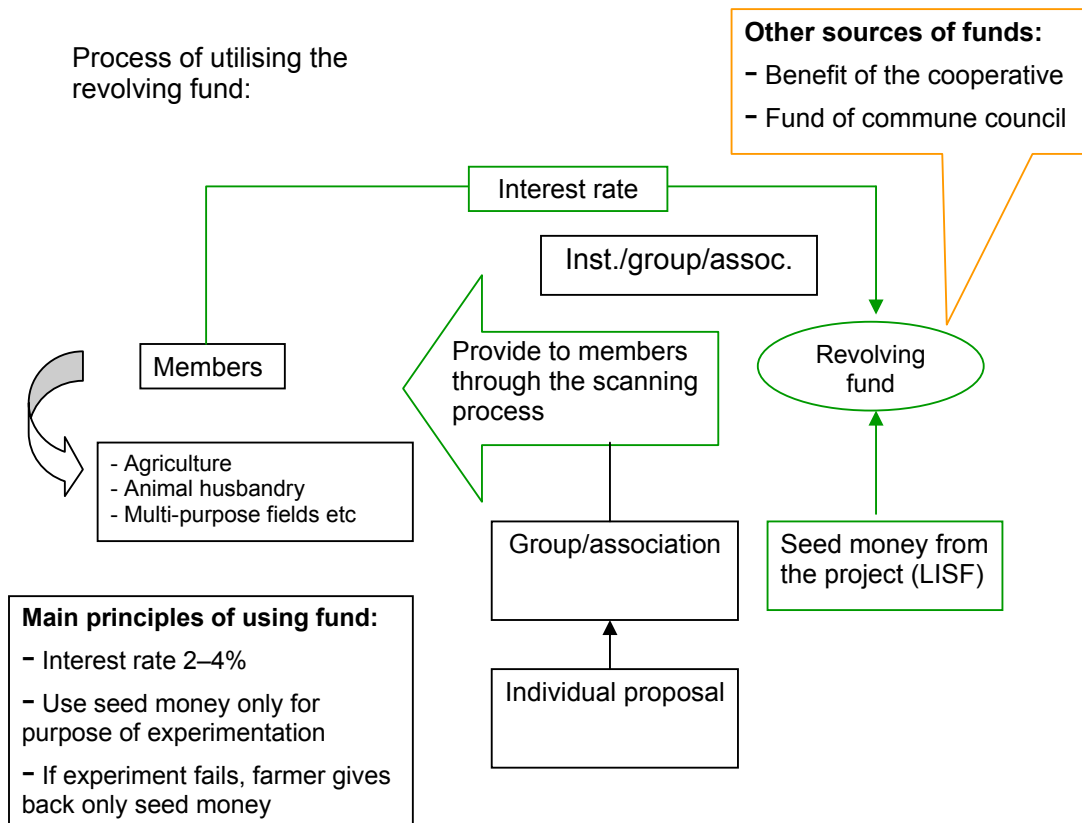 Process of utilising the
revolving fund:
Other sources of funds:
- Benefit of the cooperative
- Fund of commune council
Interest rate
Inst./group/assoc.
Members
Provide to members
through the scanning
process
Revolving
fund
- Agriculture
- Animal husbandry
- Multi-purpose fields etc
Group/association
Seed money from
the project (LISF)
Main principles of using fund:
- Interest rate 2–4%
- Use seed money only for
purpose of experimentation
- If experiment fails, farmer gives
back only seed money
Individual proposal